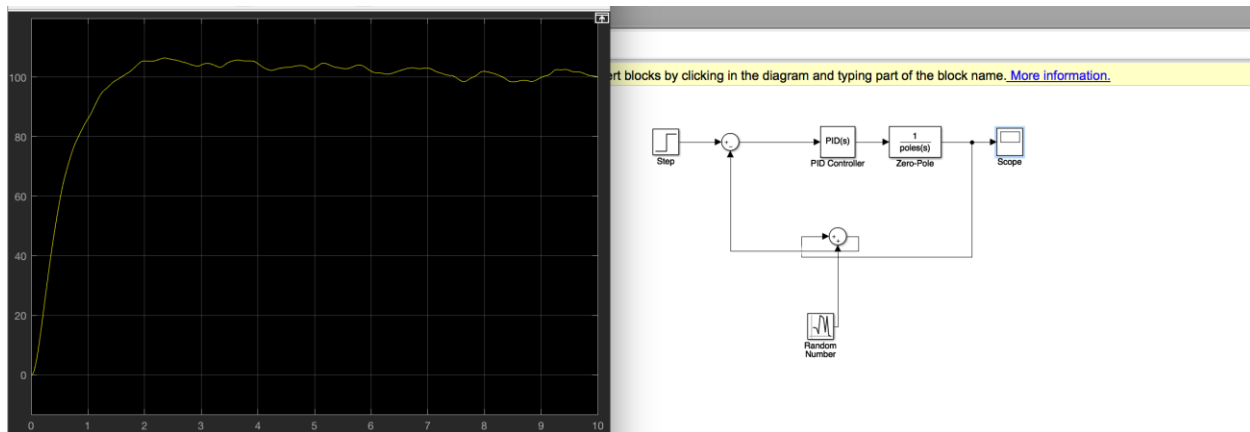 100
80
60
40
20
0
0 1 2 3 4 5 6 7 8 9 10
ert blocks by clicking in the diagram and typing part of the block name. More information.
Step
PID(s)
PID Controller
1
poles(s)
Zero-Pole
Scope
Random
Number